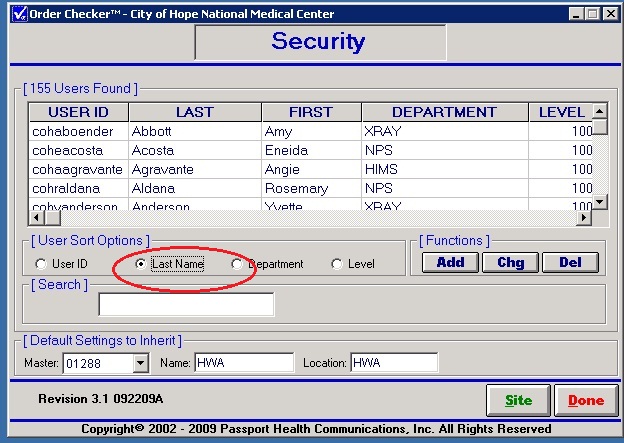 Order Checker™ - City of Hope National Medical Center
Security
[ 155 Users Found ]
USER ID LAST FIRST DEPARTMENT LEVEL
cohaboender Abbott Amy XRAY 100
coheacosta Acosta Eneida NPS 100
cohaagravante Agravante Angie HIMS 100
cohraldana Aldana Rosemary NPS 100
cohyanderson Anderson Yvette XRAY 100
[ User Sort Options ] [ Functions ]
User ID Last Name Department Level Add Chg Del
[ Search ]
[ Default Settings to Inherit ]
Master: 01288 Name: HWA Location: HWA
Revision 3.1 092209A Site Done
Copyright© 2002 - 2009 Passport Health Communications, Inc. All Rights Reserved